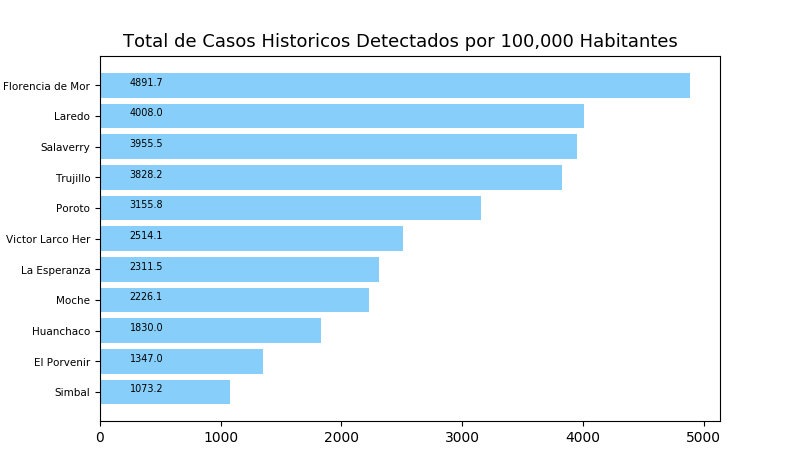 Total de Casos Historicos Detectados por 100,000 Habitantes
Florencia de Mor 4891.7
Laredo 4008.0
Salaverry 3955.5
Trujillo 3828.2
Poroto 3155.8
Victor Larco Her 2514.1
La Esperanza 2311.5
Moche 2226.1
Huanchaco 1830.0
El Porvenir 1347.0
Simbal 1073.2
0 1000 2000 3000 4000 5000